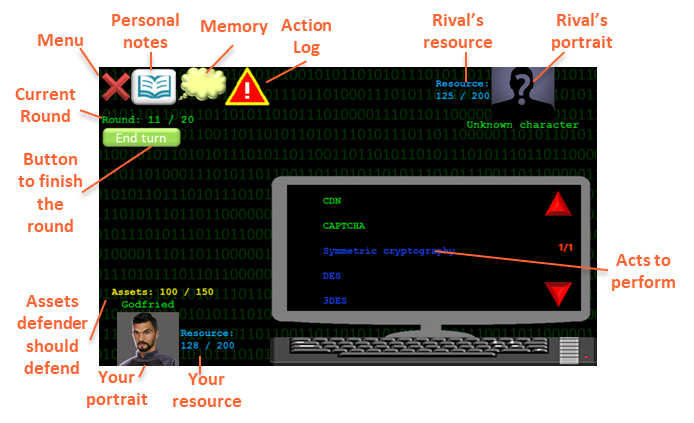 Menu
Personal
notes
Memory
Action
Log
Rival's
resource
Rival's
portrait
Resource:
125 / 200
?
Unknown character
Current
Round
Round: 11 / 20
End turn
Button
to finish
the
round
CDN
CAPTCHA
Symmetric cryptography
DES
3DES
1/1
Acts to
perform
Assets: 100 / 150
Godfried
Assets
defender
should
defend
Resource:
128 / 200
Your
portrait
Your
resource